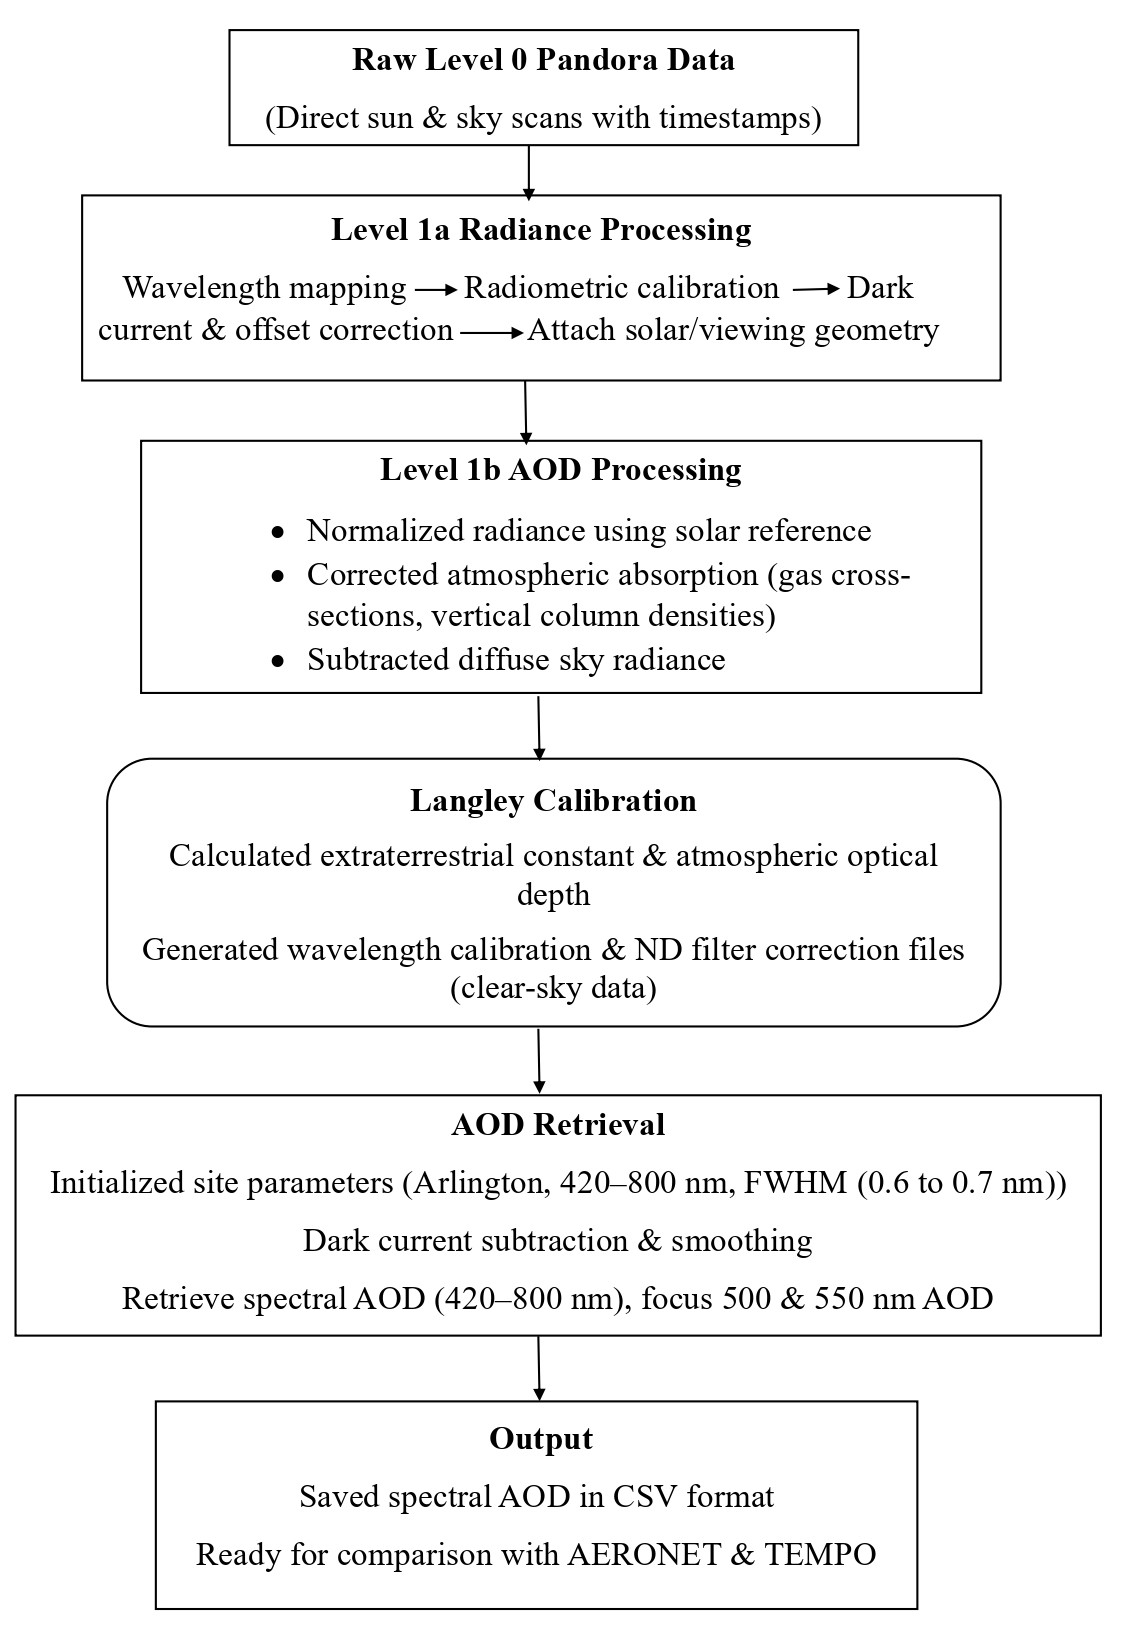 Raw Level 0 Pandora Data
(Direct sun & sky scans with timestamps)
Level 1a Radiance Processing
Wavelength mapping → Radiometric calibration → Dark
current & offset correction → Attach solar/viewing geometry
Level 1b AOD Processing
• Normalized radiance using solar reference
• Corrected atmospheric absorption (gas cross-
sections, vertical column densities)
• Subtracted diffuse sky radiance
Langley Calibration
Calculated extraterrestrial constant & atmospheric optical
depth
Generated wavelength calibration & ND filter correction files
(clear-sky data)
AOD Retrieval
Initialized site parameters (Arlington, 420–800 nm, FWHM (0.6 to 0.7 nm))
Dark current subtraction & smoothing
Retrieve spectral AOD (420–800 nm), focus 500 & 550 nm AOD
Output
Saved spectral AOD in CSV format
Ready for comparison with AERONET & TEMPO